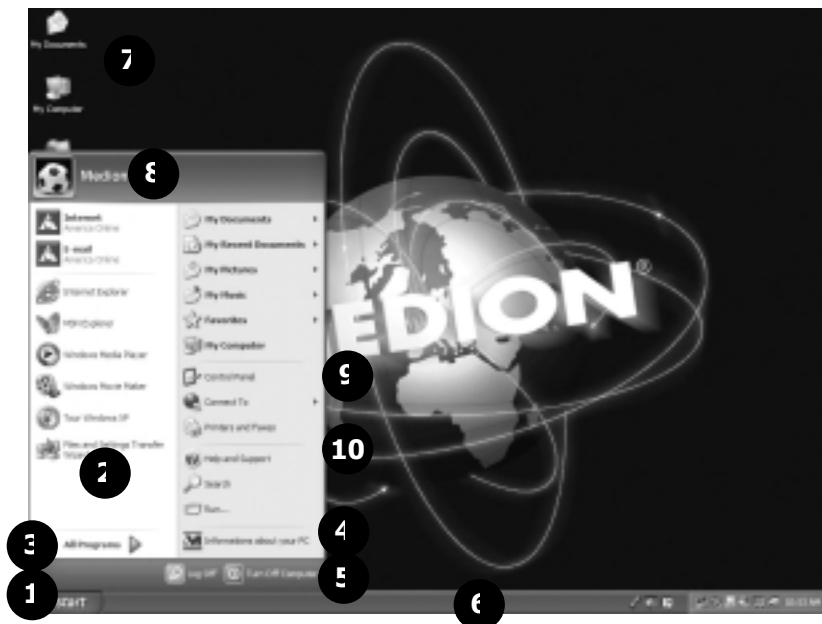 My Documents
7
My Computer
Medion
8
Internet
America Online
E-mail
America Online
Internet Explorer
MSN Explorer
Windows Media Player
Windows Movie Maker
Tour Windows XP
Files and Settings Transfer
2
All Programs
3
My Documents
My Recent Documents
My Pictures
My Music
Favorites
My Computer
Control Panel
9
Connect To
Printers and Faxes
10
Help and Support
Search
Run...
Informations about your PC
4
Log Off
Turn Off Computer
5
1
start
6
EDION®